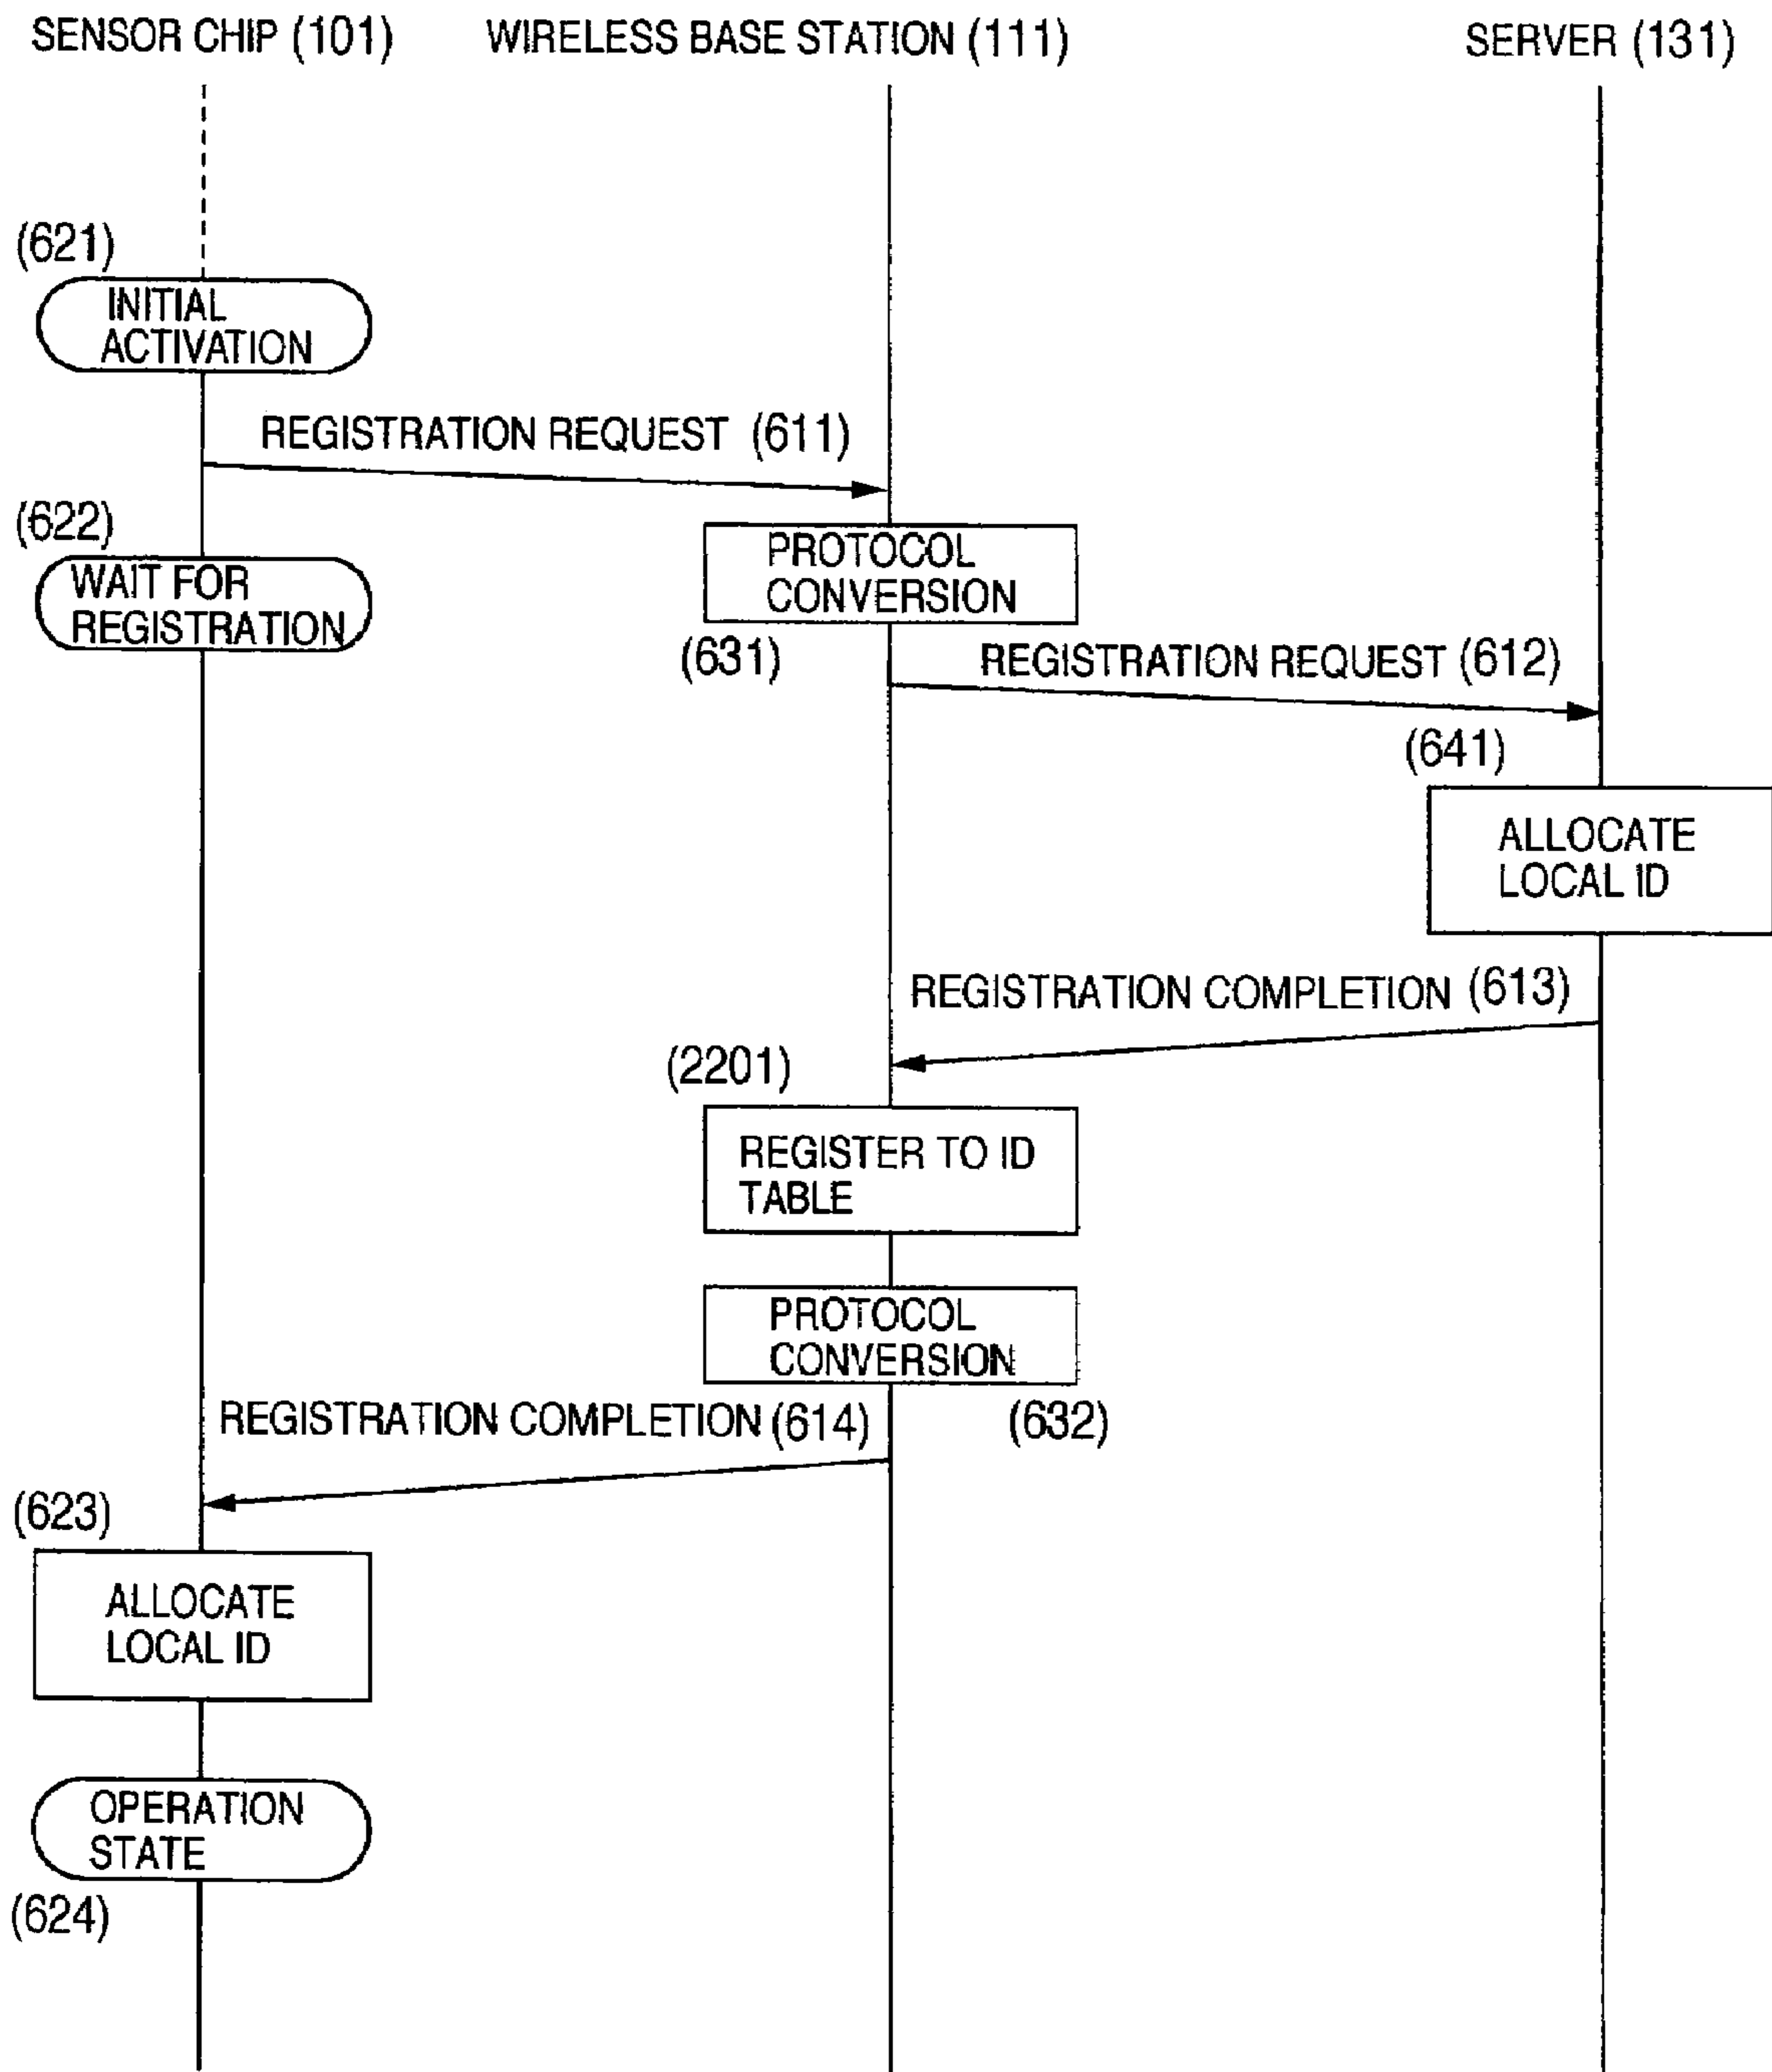 SENSOR CHIP (101)
WIRELESS BASE STATION (111)
SERVER (131)
(621)
INITIAL
ACTIVATION
REGISTRATION REQUEST (611)
(622)
WAIT FOR
REGISTRATION
PROTOCOL
CONVERSION
(631)
REGISTRATION REQUEST (612)
(641)
ALLOCATE
LOCAL ID
REGISTRATION COMPLETION (613)
(2201)
REGISTER TO ID
TABLE
PROTOCOL
CONVERSION
(632)
REGISTRATION COMPLETION (614)
(623)
ALLOCATE
LOCAL ID
OPERATION
STATE
(624)